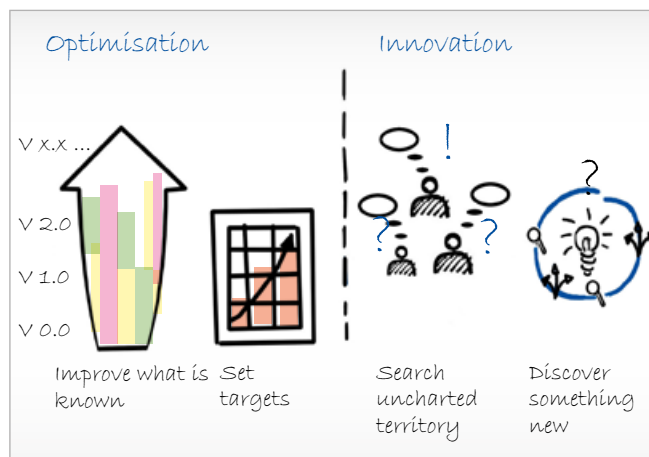 Optimisation
Innovation
V x.x ...
V 2.0
V 1.0
V 0.0
!
?
?
?
Improve what is
known
Set
targets
Search
uncharted
territory
Discover
something
new